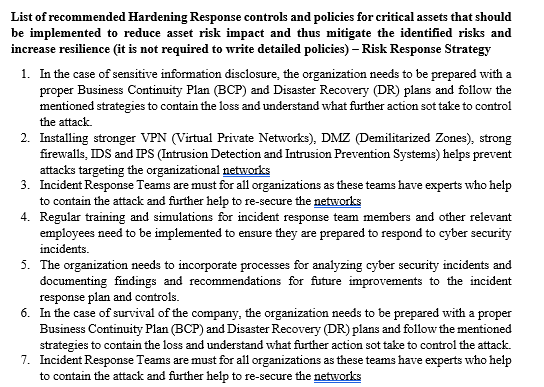 List of recommended Hardening Response controls and policies for critical assets that should
be implemented to reduce asset risk impact and thus mitigate the identified risks and
increase resilience (it is not required to write detailed policies) – Risk Response Strategy
1. In the case of sensitive information disclosure, the organization needs to be prepared with a
proper Business Continuity Plan (BCP) and Disaster Recovery (DR) plans and follow the
mentioned strategies to contain the loss and understand what further action sot take to control
the attack.
2. Installing stronger VPN (Virtual Private Networks), DMZ (Demilitarized Zones), strong
firewalls, IDS and IPS (Intrusion Detection and Intrusion Prevention Systems) helps prevent
attacks targeting the organizational networks
3. Incident Response Teams are must for all organizations as these teams have experts who help
to contain the attack and further help to re-secure the networks
4. Regular training and simulations for incident response team members and other relevant
employees need to be implemented to ensure they are prepared to respond to cyber security
incidents.
5. The organization needs to incorporate processes for analyzing cyber security incidents and
documenting findings and recommendations for future improvements to the incident
response plan and controls.
6. In the case of survival of the company, the organization needs to be prepared with a proper
Business Continuity Plan (BCP) and Disaster Recovery (DR) plans and follow the mentioned
strategies to contain the loss and understand what further action sot take to control the attack.
7. Incident Response Teams are must for all organizations as these teams have experts who help
to contain the attack and further help to re-secure the networks